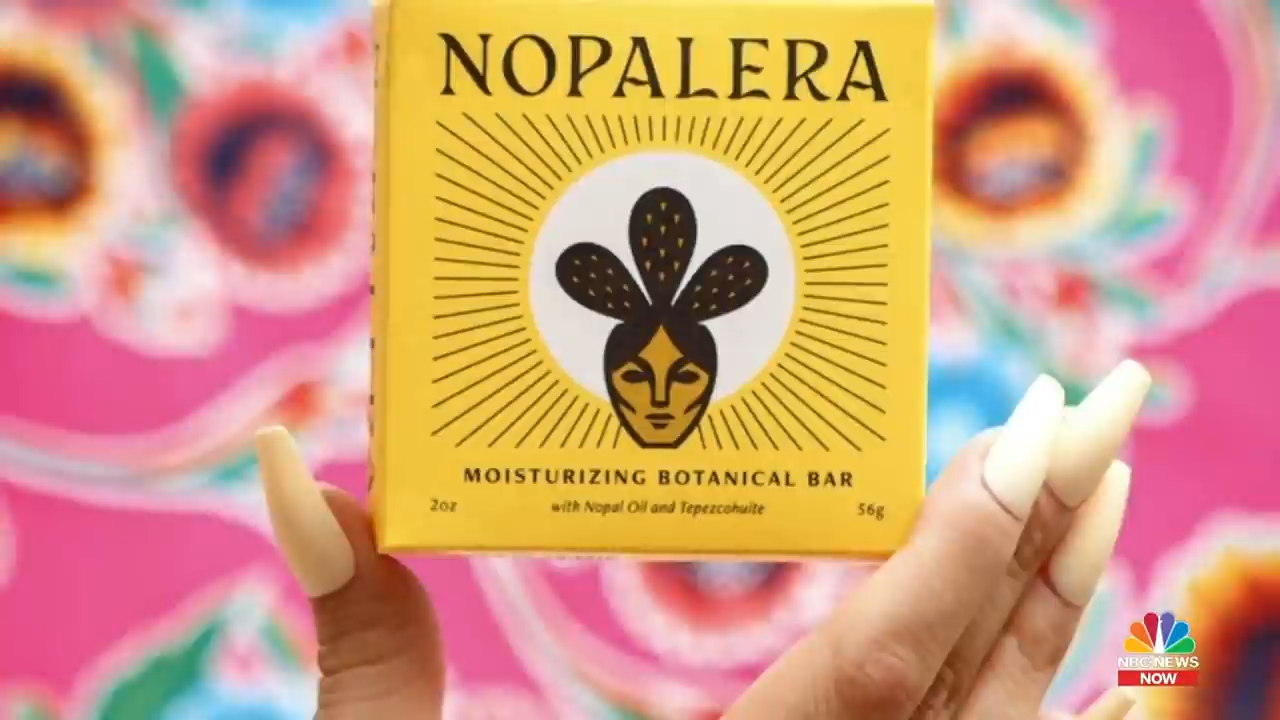 NOPALERA
MOISTURIZING BOTANICAL BAR
2oz with Nopal Oil and Tepezcohuite 56g
NBC NEWS
NOW